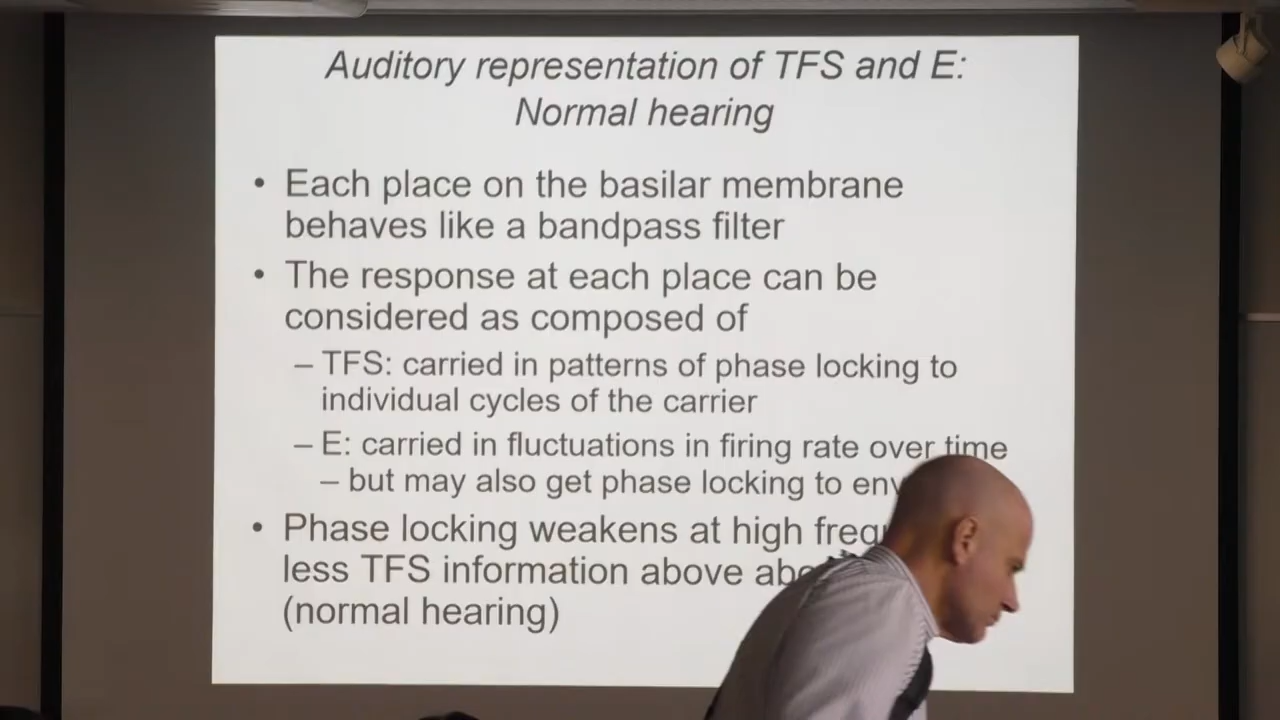 Auditory representation of TFS and E:
Normal hearing
• Each place on the basilar membrane
behaves like a bandpass filter
• The response at each place can be
considered as composed of
– TFS: carried in patterns of phase locking to
individual cycles of the carrier
– E: carried in fluctuations in firing rate over time
– but may also get phase locking to
• Phase locking weakens at high
less TFS information above
(normal hearing)